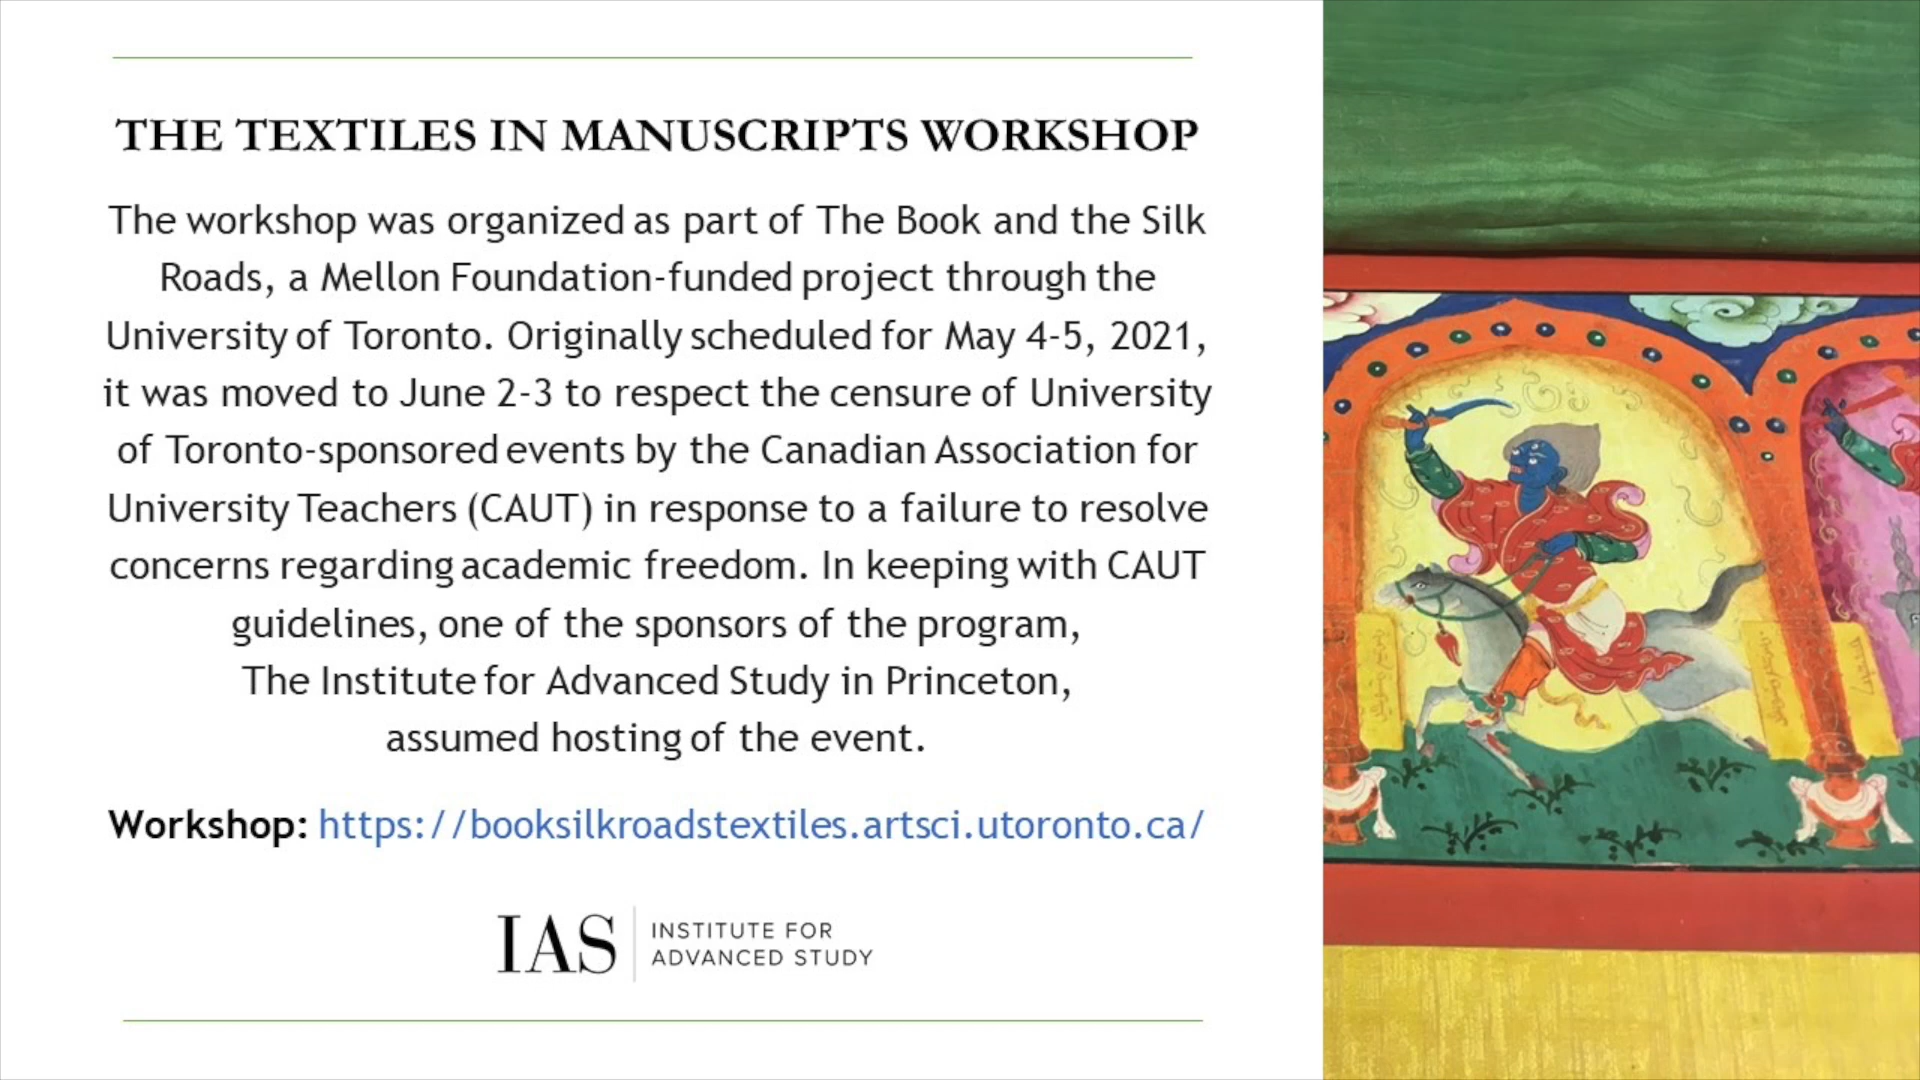 THE TEXTILES IN MANUSCRIPTS WORKSHOP
The workshop was organized as part of The Book and the Silk
Roads, a Mellon Foundation-funded project through the
University of Toronto. Originally scheduled for May 4-5, 2021,
it was moved to June 2-3 to respect the censure of University
of Toronto-sponsored events by the Canadian Association for
University Teachers (CAUT) in response to a failure to resolve
concerns regarding academic freedom. In keeping with CAUT
guidelines, one of the sponsors of the program,
The Institute for Advanced Study in Princeton,
assumed hosting of the event.
Workshop: https://booksilkroadstextiles.artsci.utoronto.ca/
IAS
INSTITUTE FOR
ADVANCED STUDY